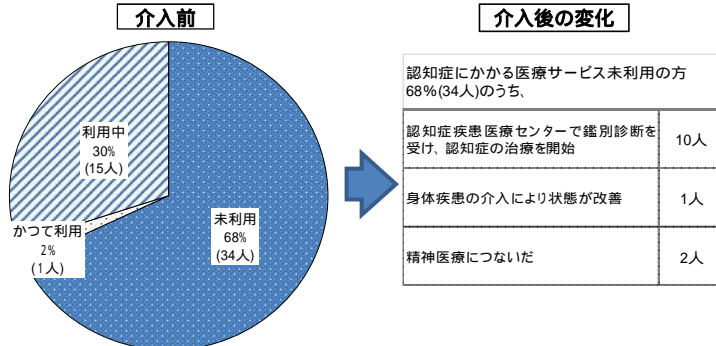 介入前
利用中
30%
(15人)
かつて利用
2%
(1人)
未利用
68%
(34人)
介入後の変化
認知症にかかる医療サービス未利用の方
68%(34人)のうち、
認知症疾患医療センターで鑑別診断を
受け、認知症の治療を開始
10人
身体疾患の介入により状態が改善
1人
精神医療につないだ
2人